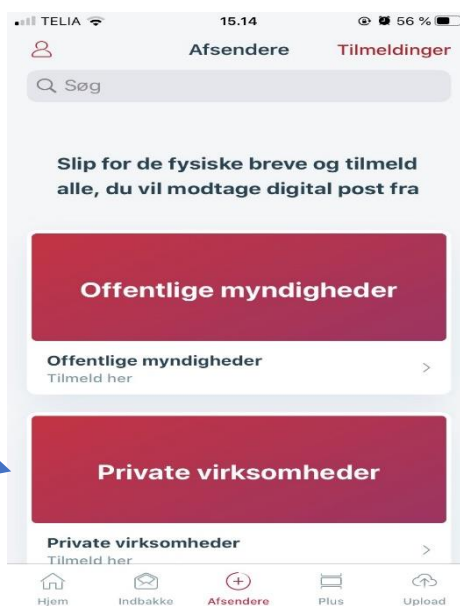 TELIA 15.14 56 %
Afsendere Tilmeldinger
Søg
Slip for de fysiske breve og tilmeld
alle, du vil modtage digital post fra
Offentlige myndigheder
Offentlige myndigheder
Tilmeld her
Private virksomheder
Private virksomheder
Tilmeld her
Hjem Indbakke Afsendere Plus Upload